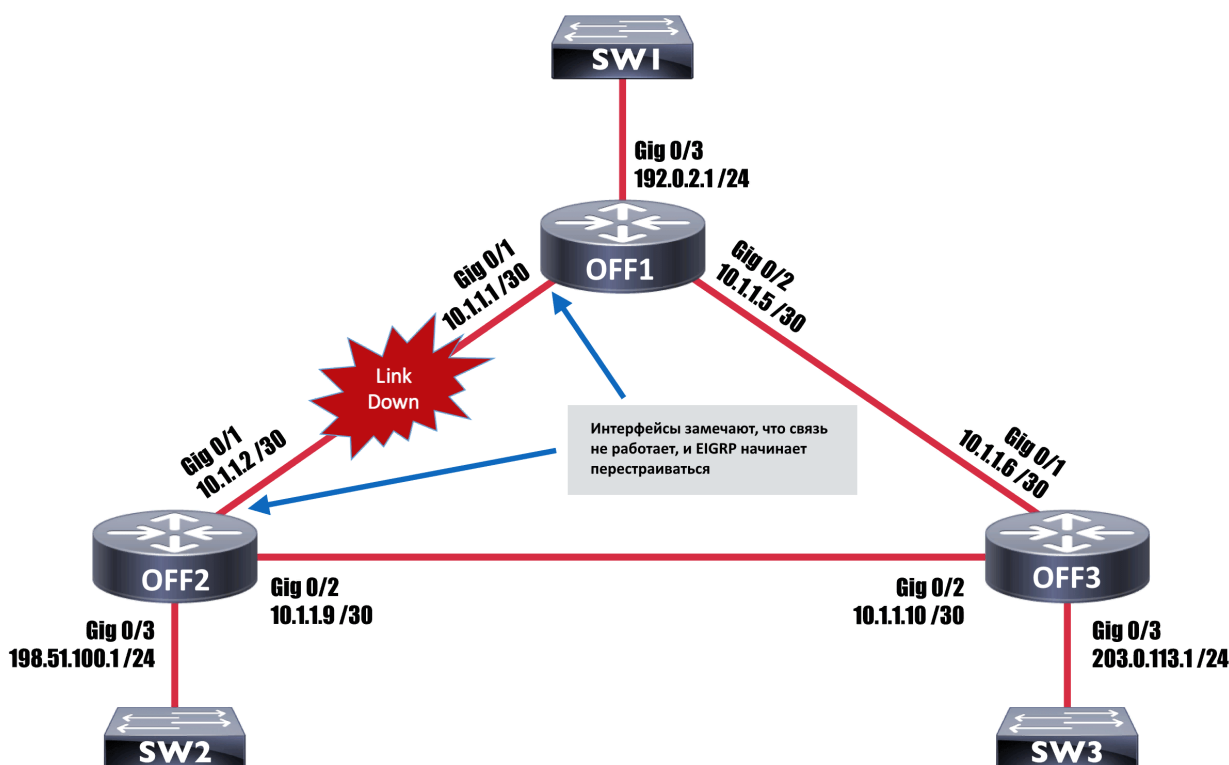 SW1
Gig 0/3
192.0.2.1 /24
OFF1
Gig 0/1
10.1.1.1 /30
Gig 0/2
10.1.1.5 /30
Link
Down
Интерфейсы замечают, что связь
не работает, и EIGRP начинает
перестраиваться
Gig 0/1
10.1.1.2 /30
Gig 0/1
10.1.1.6 /30
OFF2
Gig 0/2
10.1.1.9 /30
Gig 0/2
10.1.1.10 /30
OFF3
Gig 0/3
198.51.100.1 /24
Gig 0/3
203.0.113.1 /24
SW2
SW3